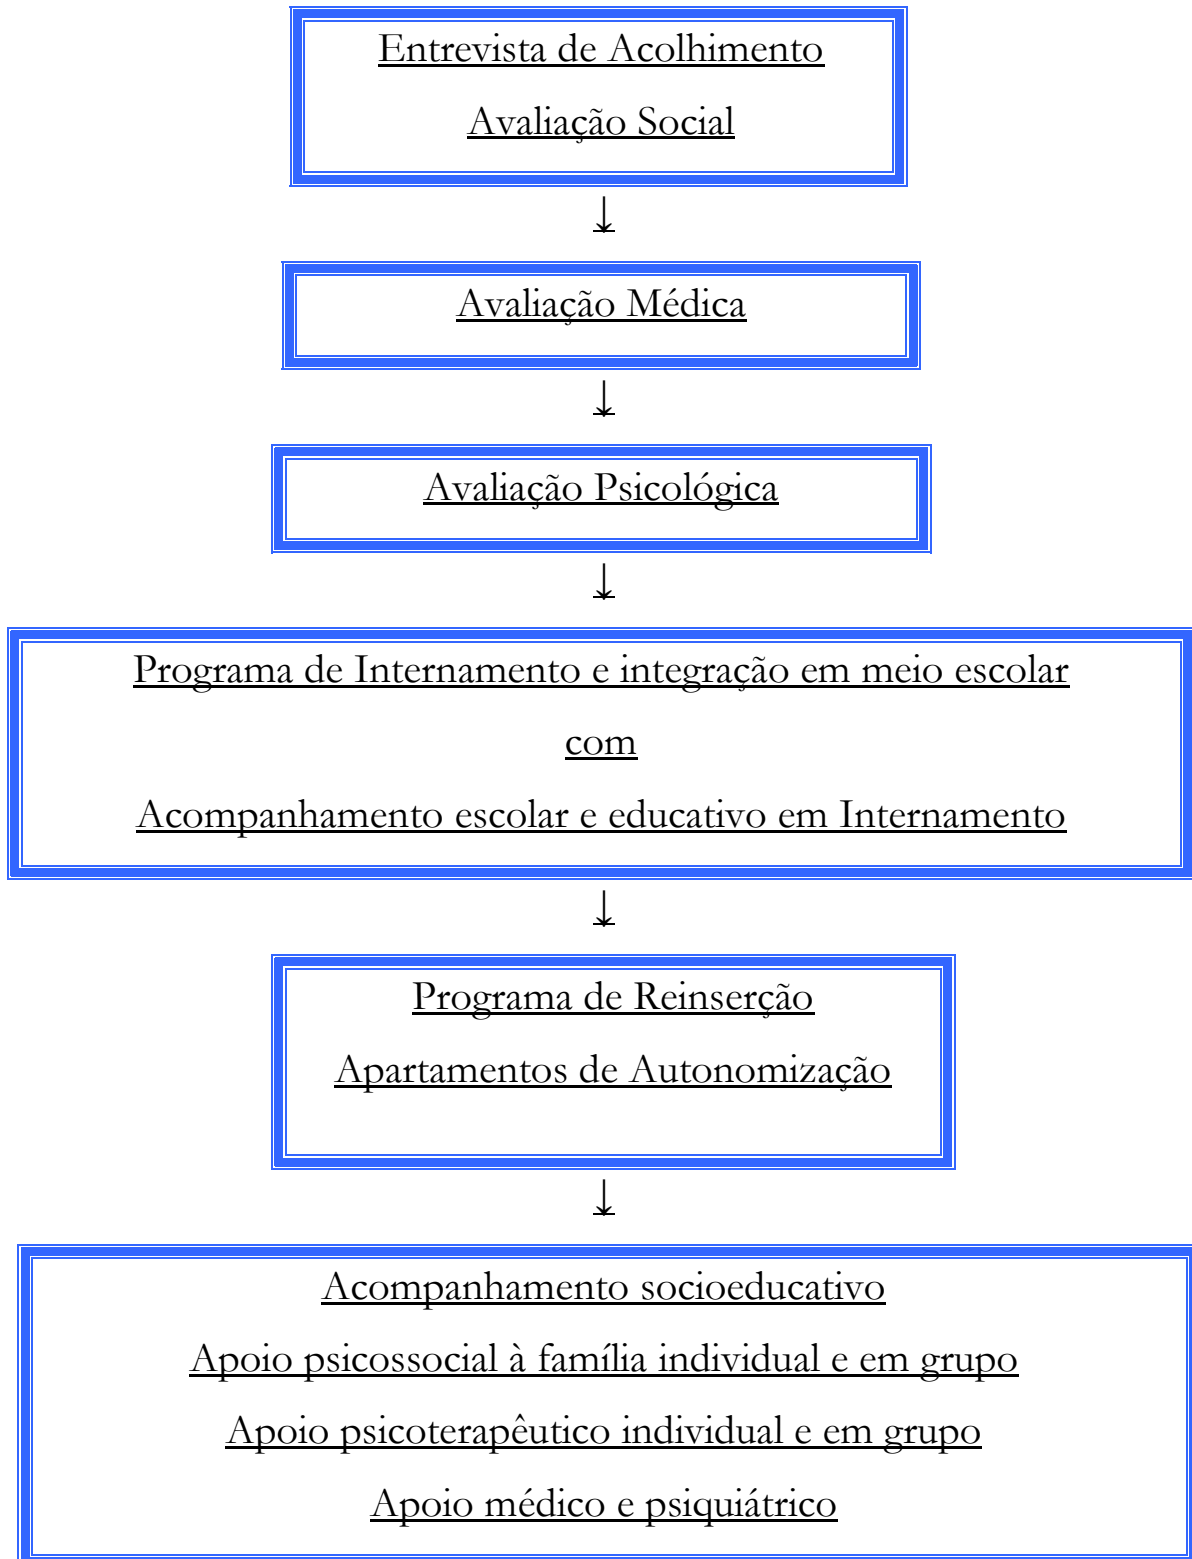 Entrevista de Acolhimento
Avaliação Social
↓
Avaliação Médica
↓
Avaliação Psicológica
↓
Programa de Internamento e integração em meio escolar
com
Acompanhamento escolar e educativo em Internamento
↓
Programa de Reinserção
Apartamentos de Autonomização
↓
Acompanhamento socioeducativo
Apoio psicossocial à família individual e em grupo
Apoio psicoterapêutico individual e em grupo
Apoio médico e psiquiátrico